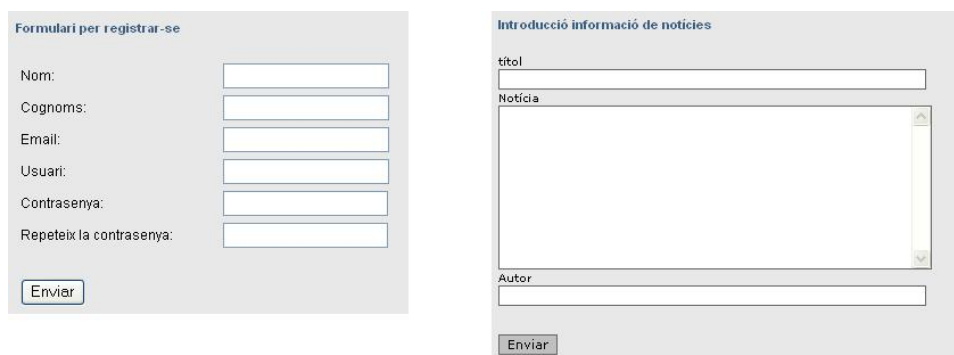 Formulari per registrar-se
Nom:
Cognoms:
Email:
Usuari:
Contrasenya:
Repeteix la contrasenya:
Enviar
Introducció informació de notícies
títol
Notícia
Autor
Enviar